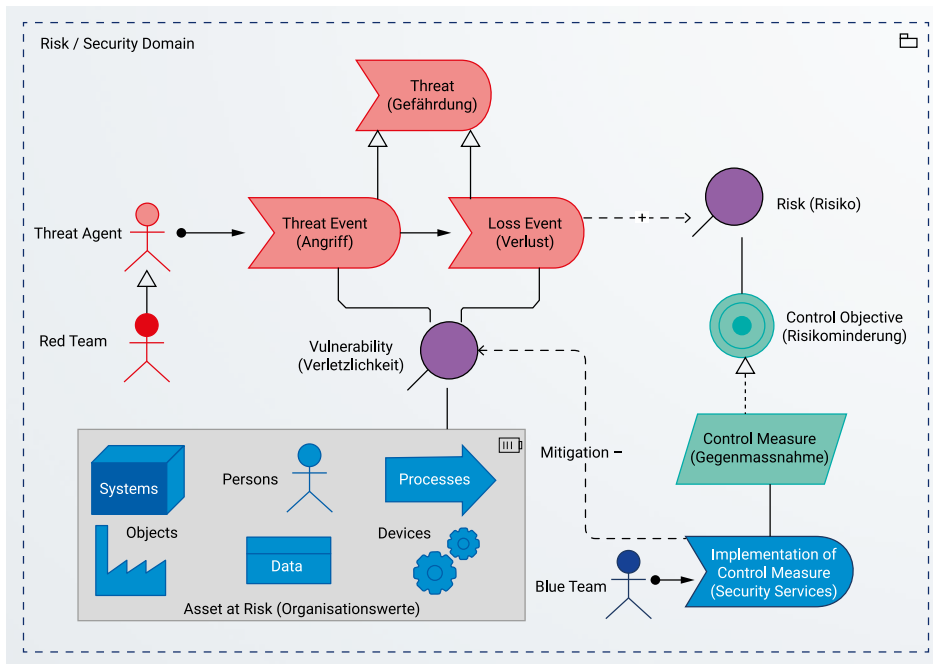 Risk / Security Domain
Threat
(Gefährdung)
Threat Agent
Threat Event
(Angriff)
Loss Event
(Verlust)
+
Risk (Risiko)
Red Team
Vulnerability
(Verletzlichkeit)
Control Objective
(Risikominderung)
Systems
Persons
Processes
Mitigation –
Control Measure
(Gegenmassnahme)
Objects
Data
Devices
Asset at Risk (Organisationswerte)
Blue Team
Implementation of
Control Measure
(Security Services)